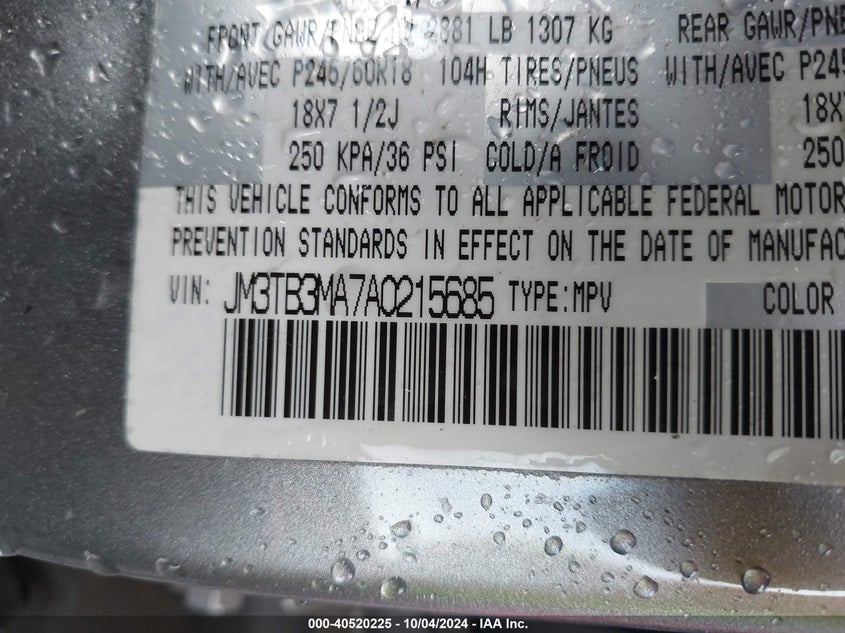 FRONT GAWR/PNBE 2881 LB 1307 KG REAR GAWR/PN
WITH/AVEC P245/60R18 104H TIRES/PNEUS WITH/AVEC P245
18X7 1/2J RIMS/JANTES 18X7
250 KPA/36 PSI COLD/A FROID 250
THIS VEHICLE CONFORMS TO ALL APPLICABLE FEDERAL MOTOR
PREVENTION STANDARDS IN EFFECT ON THE DATE OF MANUFAC
VIN: JM3TB3MA7A0215685 TYPE:MPV COLOR
000-40520225 - 10/04/2024 - IAA Inc.